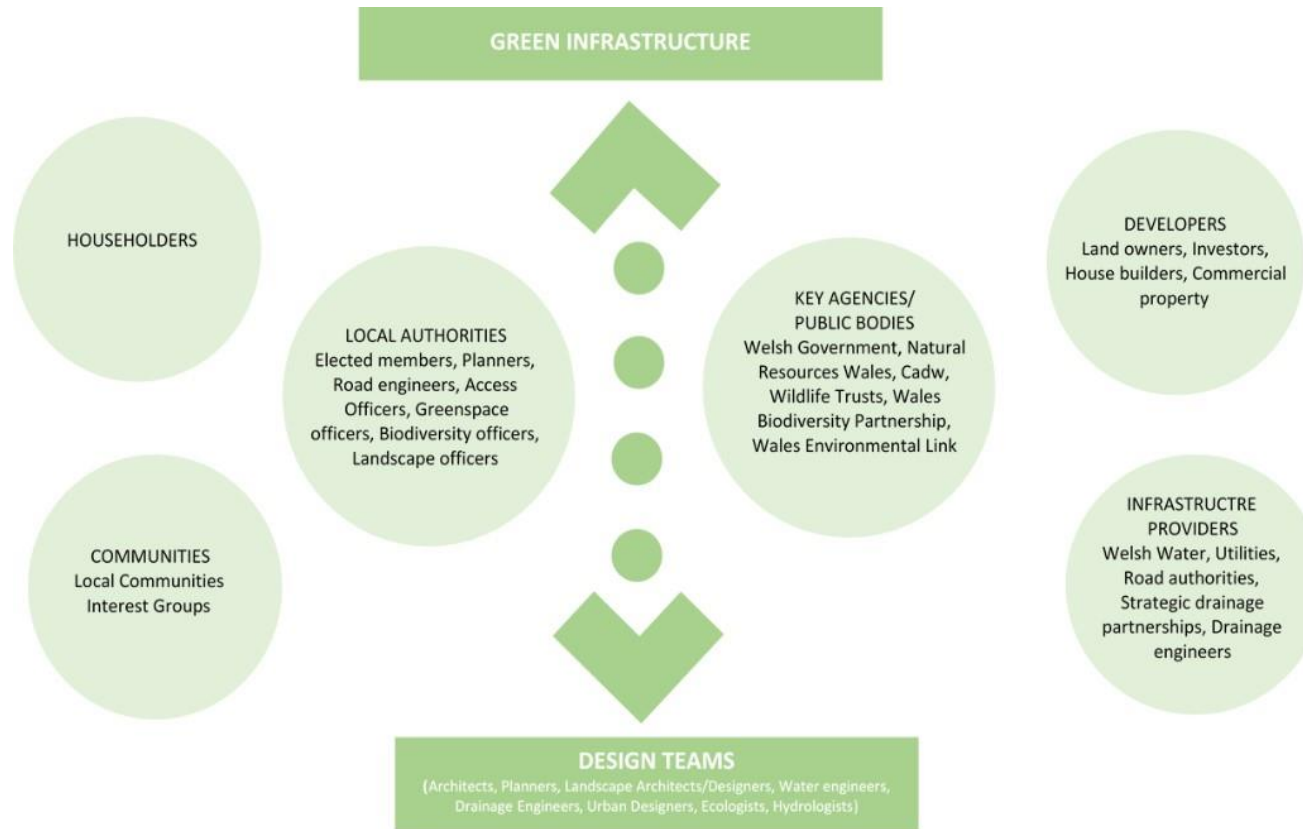 GREEN INFRASTRUCTURE
HOUSEHOLDERS
COMMUNITIES
Local Communities
Interest Groups
LOCAL AUTHORITIES
Elected members, Planners,
Road engineers, Access
Officers, Greenspace
officers, Biodiversity officers,
Landscape officers
KEY AGENCIES/
PUBLIC BODIES
Welsh Government, Natural
Resources Wales, Cadw,
Wildlife Trusts, Wales
Biodiversity Partnership,
Wales Environmental Link
DEVELOPERS
Land owners, Investors,
House builders, Commercial
property
INFRASTRUCTRE
PROVIDERS
Welsh Water, Utilities,
Road authorities,
Strategic drainage
partnerships, Drainage
engineers
DESIGN TEAMS
(Architects, Planners, Landscape Architects/Designers, Water engineers,
Drainage Engineers, Urban Designers, Ecologists, Hydrologists)